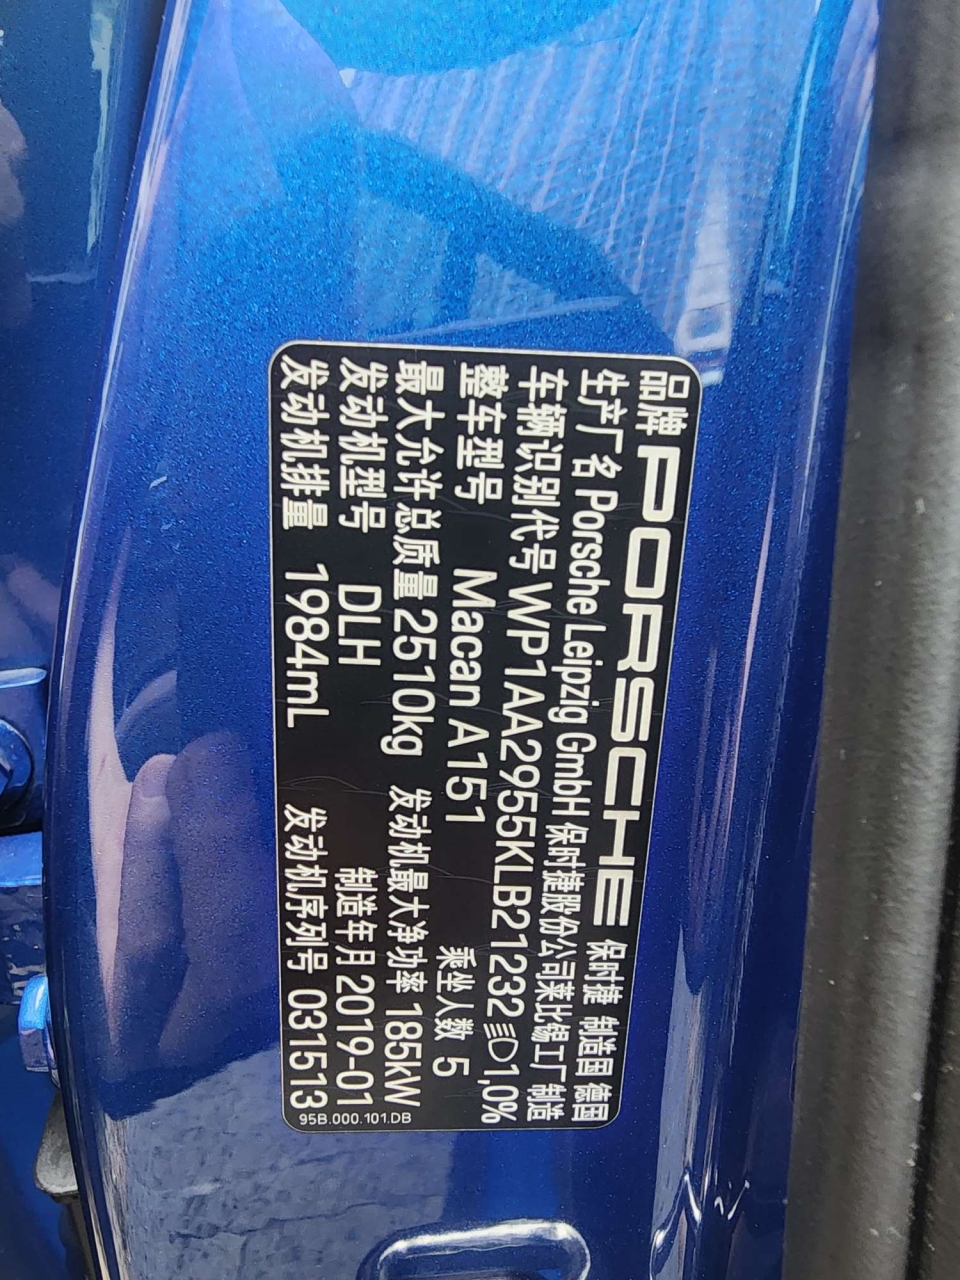 品牌 PORSCHE 保时捷 制造国 德国
生产厂名 Porsche Leipzig GmbH 保时捷股份公司莱比锡工厂 制造
车辆识别代号 WP1AA2955KLB21232 1,0%
整车型号 Macan A151 乘坐人数 5
最大允许总质量 2510kg 发动机最大净功率 185kW
发动机型号 DLH 制造年月 2019-01
发动机排量 1984mL 发动机序列号 031513
95B.000.101.DB